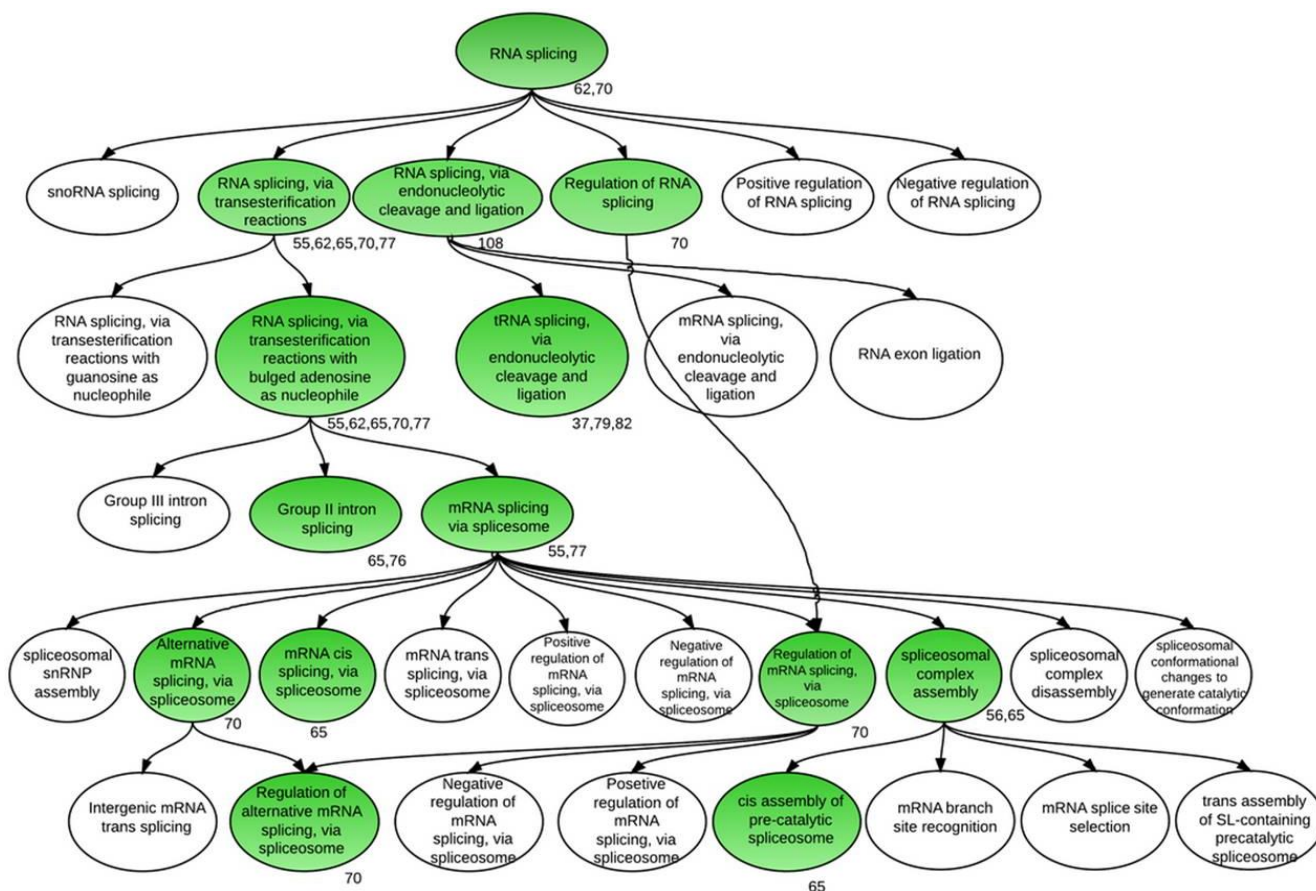 RNA splicing
62,70
snoRNA splicing
RNA splicing, via
transesterification
reactions
55,62,65,70,77
RNA splicing, via
endonucleolytic
cleavage and ligation
108
Regulation of RNA
splicing
70
Positive regulation
of RNA splicing
Negative regulation
of RNA splicing
RNA splicing, via
transesterification
reactions with
guanosine as
nucleophile
RNA splicing, via
transesterification
reactions with
bulged adenosine
as nucleophile
55,62,65,70,77
tRNA splicing,
via
endonucleolytic
cleavage and
ligation
37,79,82
mRNA splicing,
via
endonucleolytic
cleavage and
ligation
RNA exon ligation
Group III intron
splicing
Group II intron
splicing
65,76
mRNA splicing
via splicesome
55,77
spliceosomal
snRNP
assembly
Alternative
mRNA
splicing, via
spliceosome
70
mRNA cis
splicing, via
spliceosome
65
mRNA trans
splicing, via
spliceosome
Positive
regulation of
mRNA
splicing, via
spliceosome
Negative
regulation of
mRNA
splicing, via
spliceosome
Regulation of
mRNA splicing,
via
spliceosome
70
spliceosomal
complex
assembly
56,65
spliceosomal
complex
disassembly
spliceosomal
conformational
changes to
generate catalytic
conformation
Intergenic mRNA
trans splicing
Regulation of
alternative mRNA
splicing, via
spliceosome
70
Negative
regulation of
mRNA
splicing, via
spliceosome
Posetive
regulation of
mRNA
splicing, via
spliceosome
cis assembly of
pre-catalytic
spliceosome
65
mRNA branch
site recognition
mRNA splice site
selection
trans assembly
of SL-containing
precatalytic
spliceosome